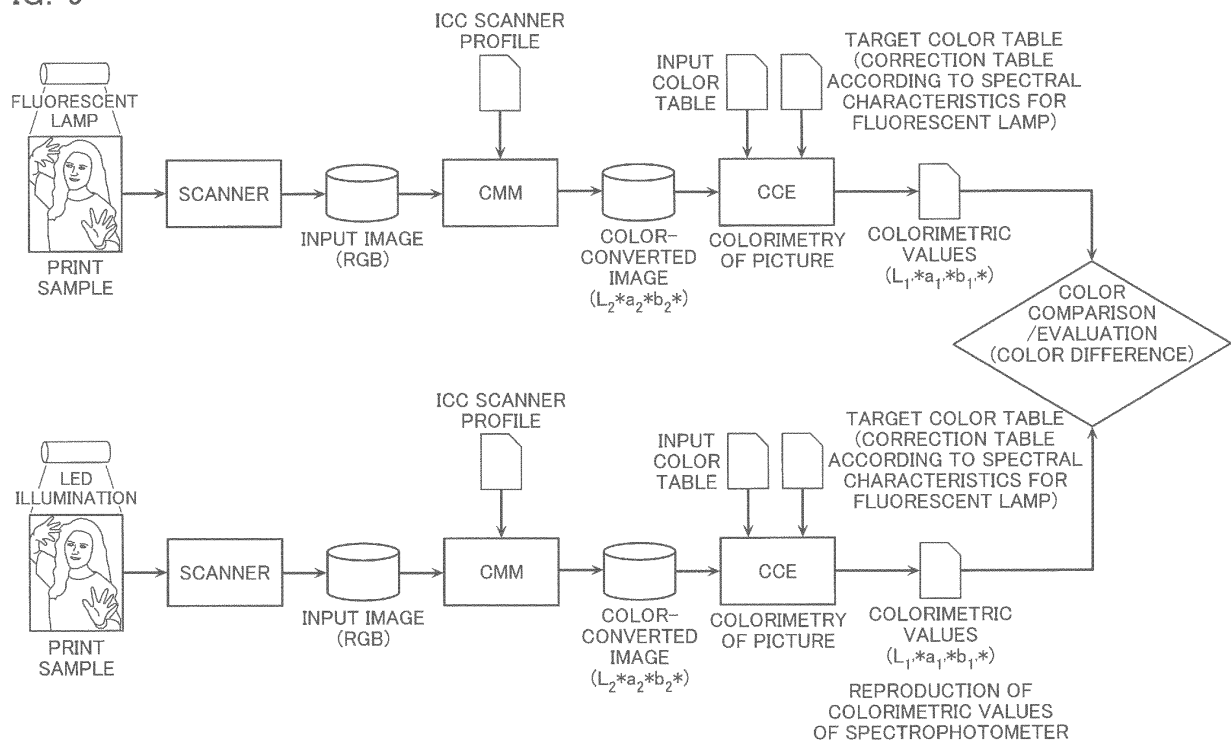 ICC SCANNER
PROFILE
INPUT
COLOR
TABLE
TARGET COLOR TABLE
(CORRECTION TABLE
ACCORDING TO SPECTRAL
CHARACTERISTICS FOR
FLUORESCENT LAMP)
FLUORESCENT
LAMP
PRINT
SAMPLE
SCANNER
INPUT IMAGE
(RGB)
CMM
COLOR-
CONVERTED
IMAGE
(L2*a2*b2*)
CCE
COLORIMETRY
OF PICTURE
COLORIMETRIC
VALUES
(L1'*a1'*b1'*)
COLOR
COMPARISON
/EVALUATION
(COLOR DIFFERENCE)
ICC SCANNER
PROFILE
INPUT
COLOR
TABLE
TARGET COLOR TABLE
(CORRECTION TABLE
ACCORDING TO SPECTRAL
CHARACTERISTICS FOR
FLUORESCENT LAMP)
LED
ILLUMINATION
PRINT
SAMPLE
SCANNER
INPUT IMAGE
(RGB)
CMM
COLOR-
CONVERTED
IMAGE
(L2*a2*b2*)
CCE
COLORIMETRY
OF PICTURE
COLORIMETRIC
VALUES
(L1'*a1'*b1'*)
REPRODUCTION OF
COLORIMETRIC VALUES
OF SPECTROPHOTOMETER